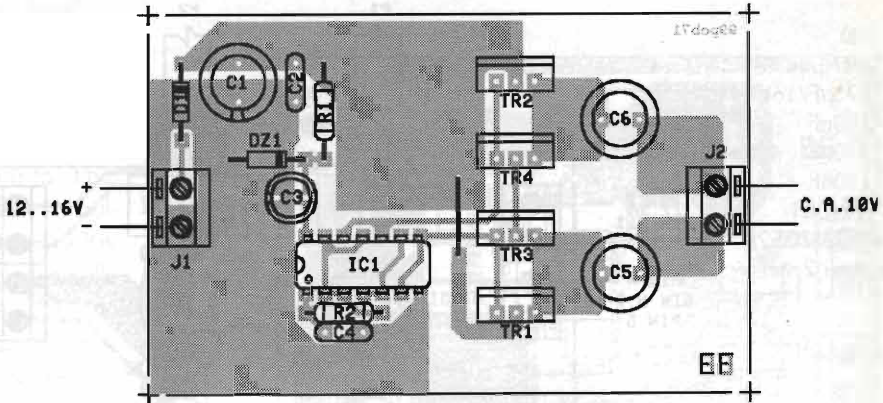 99pcb71
TR2
C1
C2
D1
R1
C6
DZ1
J2
TR4
+
12..16V
-
C3
C.A.10V
TR3
J1
IC1
C5
R2
C4
TR1
EE